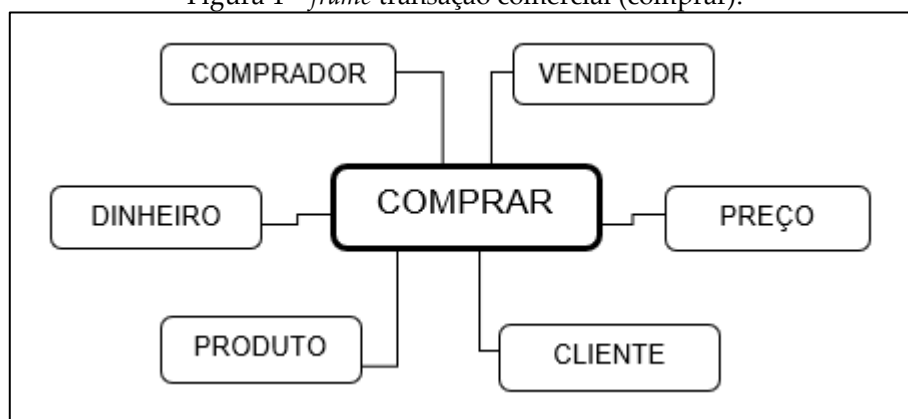 Figura 1 - frame transação comercial (comprar).
COMPRADOR
VENDEDOR
DINHEIRO
COMPRAR
PREÇO
PRODUTO
CLIENTE